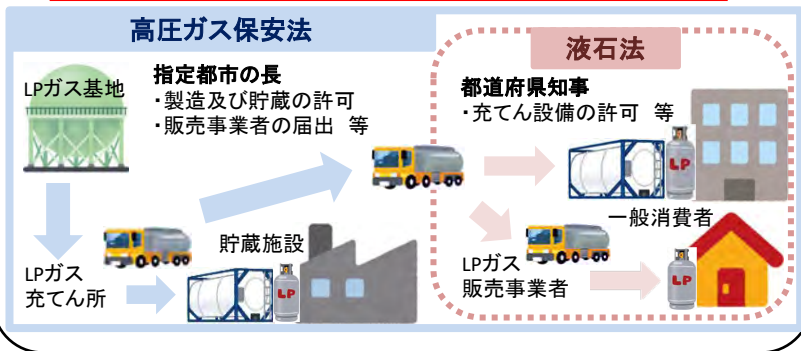 高圧ガス保安法
液石法
LPガス基地
指定都市の長
・製造及び貯蔵の許可
・販売事業者の届出 等
都道府県知事
・充てん設備の許可 等
LP
一般消費者
貯蔵施設
LPガス
充てん所
LP
LPガス
販売事業者
LP